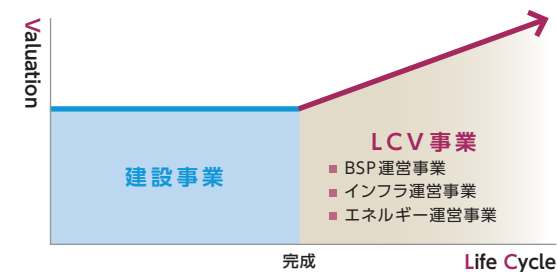 Valuation
建設事業
LCV事業
BSP運営事業
インフラ運営事業
エネルギー運営事業
完成
Life Cycle